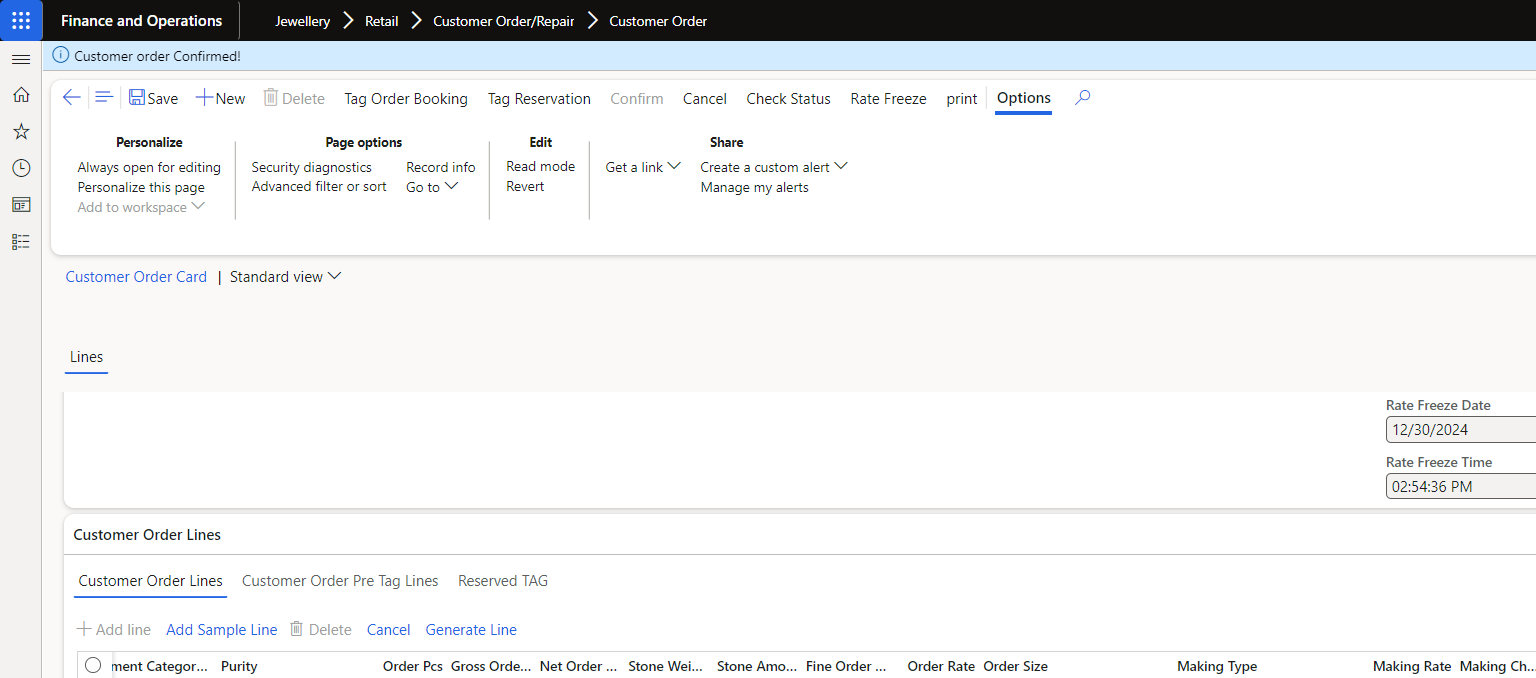 Finance and Operations Jewellery Retail Customer Order/Repair Customer Order
Customer order Confirmed!
Save New Delete Tag Order Booking Tag Reservation Confirm Cancel Check Status Rate Freeze print Options
Personalize
Always open for editing
Personalize this page
Add to workspace
Page options
Security diagnostics Record info
Advanced filter or sort Go to
Edit
Read mode
Revert
Get a link
Share
Create a custom alert
Manage my alerts
Customer Order Card | Standard view
Lines
Rate Freeze Date
12/30/2024
Rate Freeze Time
02:54:36 PM
Customer Order Lines
Customer Order Lines Customer Order Pre Tag Lines Reserved TAG
Add line Add Sample Line Delete Cancel Generate Line
ment Categor... Purity Order Pcs Gross Orde... Net Order ... Stone Wei... Stone Amo... Fine Order ... Order Rate Order Size Making Type Making Rate Making Ch...